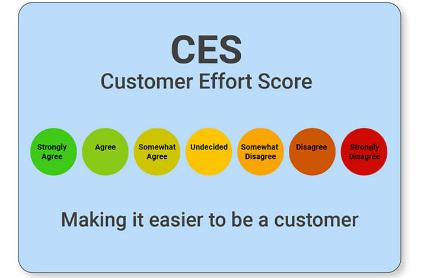 CES
Customer Effort Score
Strongly Agree
Agree
Somewhat Agree
Undecided
Somewhat Disagree
Disagree
Strongly Disagree
Making it easier to be a customer